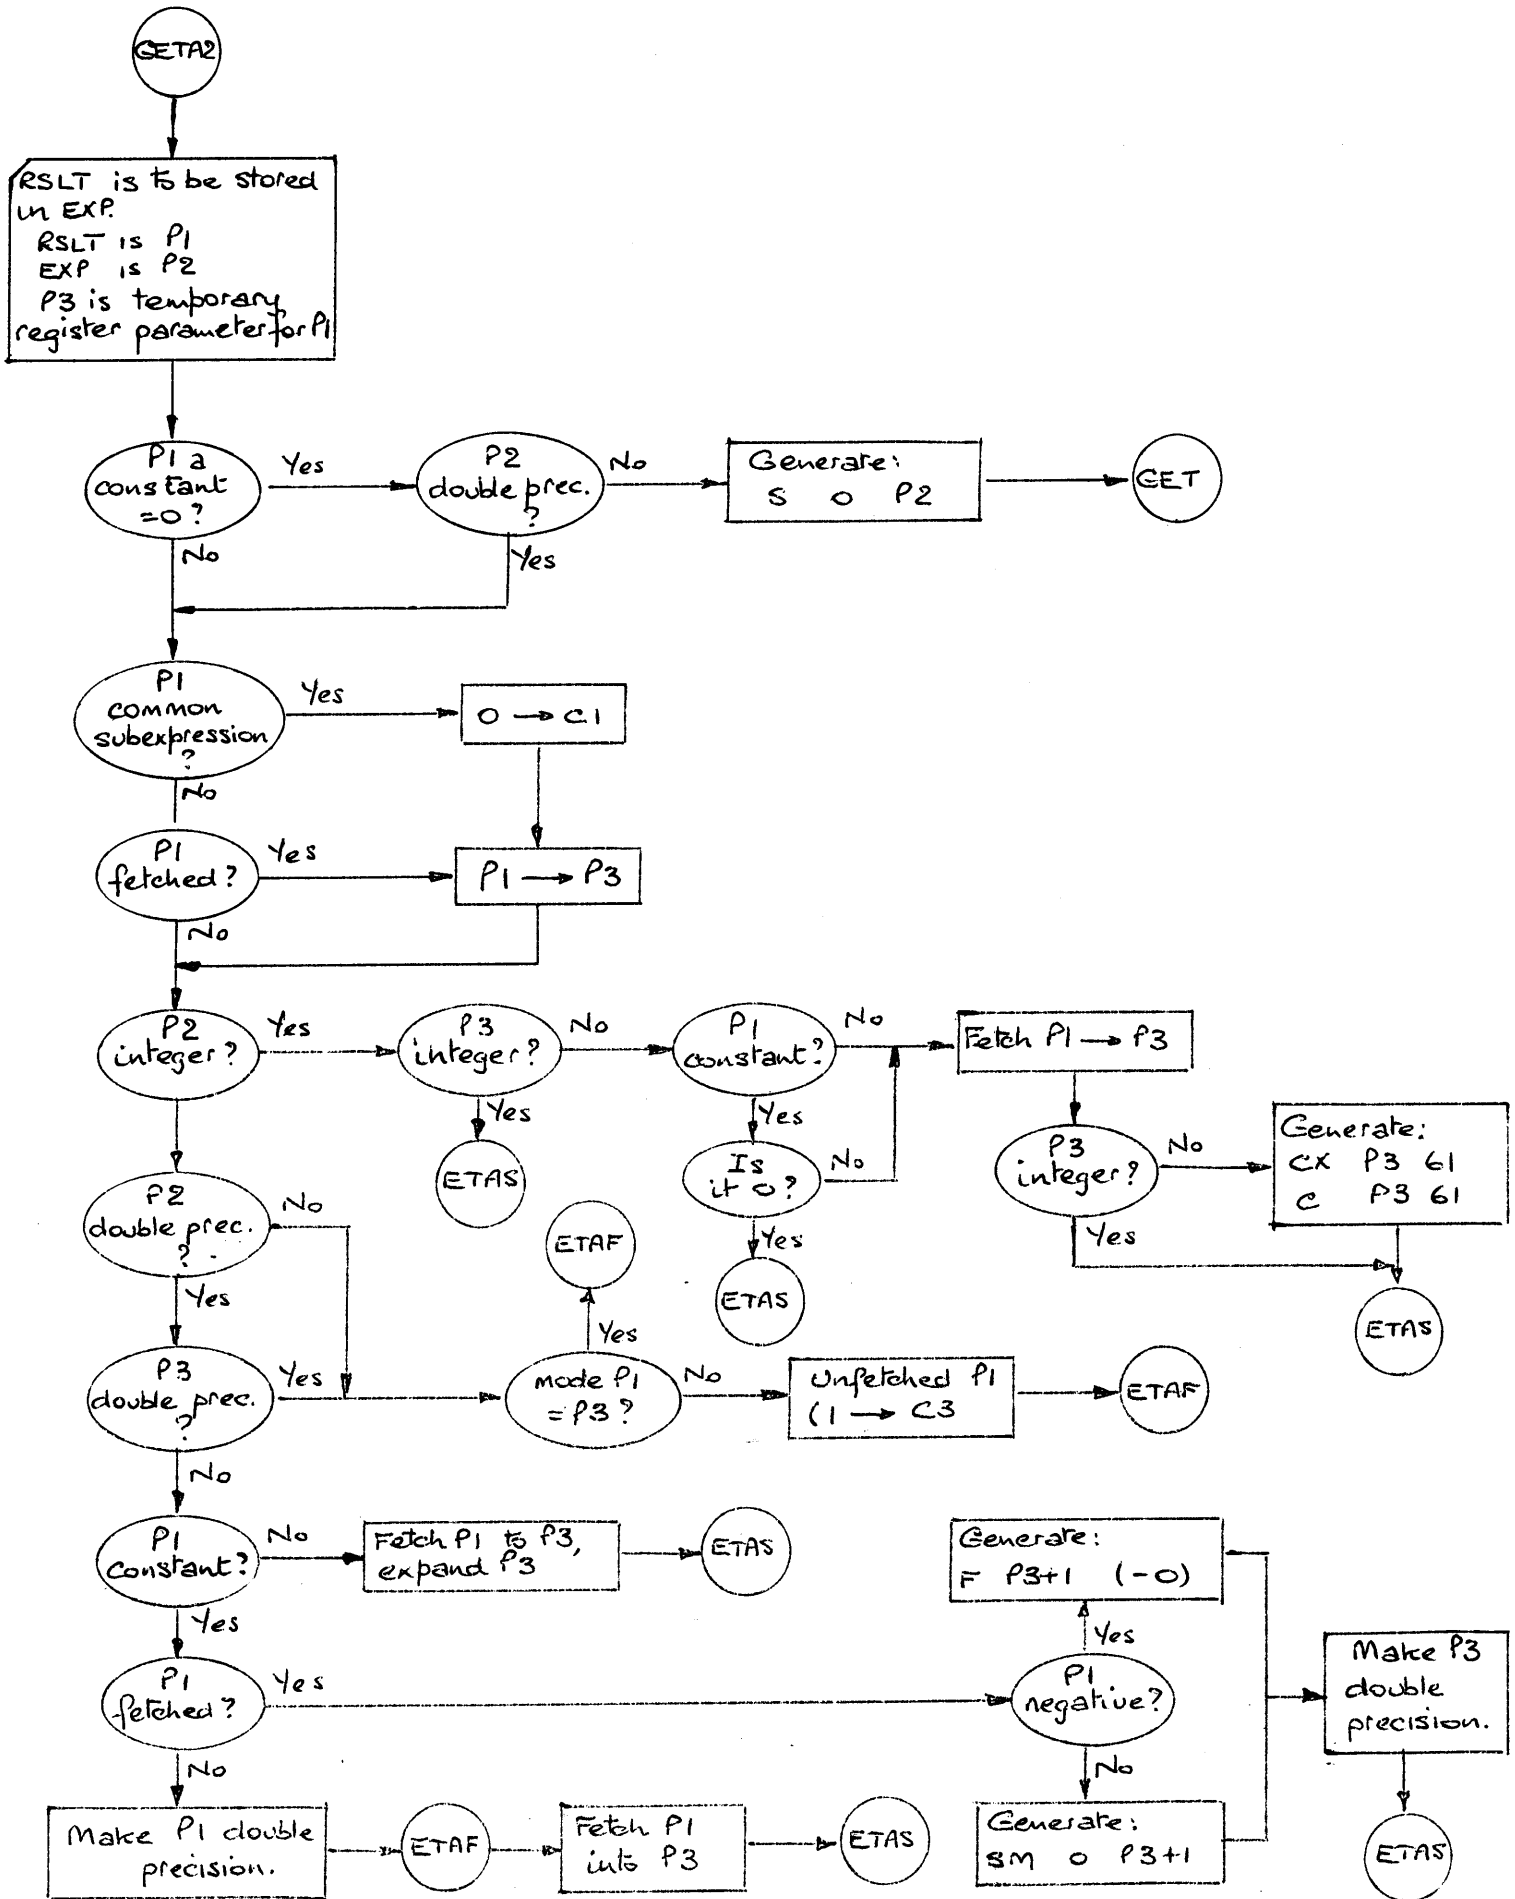 GETA2
RSLT is to be stored
in EXP.
RSLT is P1
EXP is P2
P3 is temporary
register parameter for P1
P1 a
constant
=0?
Yes
No
P2
double prec.
?
No
Yes
Generate:
S 0 P2
GET
P1
common
subexpression
?
Yes
No
0 → C1
P1
fetched?
Yes
No
P1 → P3
P2
integer?
Yes
P3
integer?
No
Yes
ETAS
P1
constant?
No
Yes
Is
it 0?
No
Yes
ETAS
Fetch P1 → P3
P3
integer?
No
Yes
Generate:
CX P3 61
C P3 61
ETAS
P2
double prec.
?
No
Yes
P3
double prec.
?
Yes
No
mode P1
= P3?
Yes
ETAF
No
Unfetched P1
(1 → C3
ETAF
P1
constant?
No
Yes
Fetch P1 to P3,
expand P3
ETAS
P1
fetched?
Yes
No
P1
negative?
Yes
No
Generate:
F P3+1 (-0)
Generate:
SM 0 P3+1
Make P3
double
precision.
ETAS
Make P1 double
precision.
ETAF
Fetch P1
into P3
ETAS